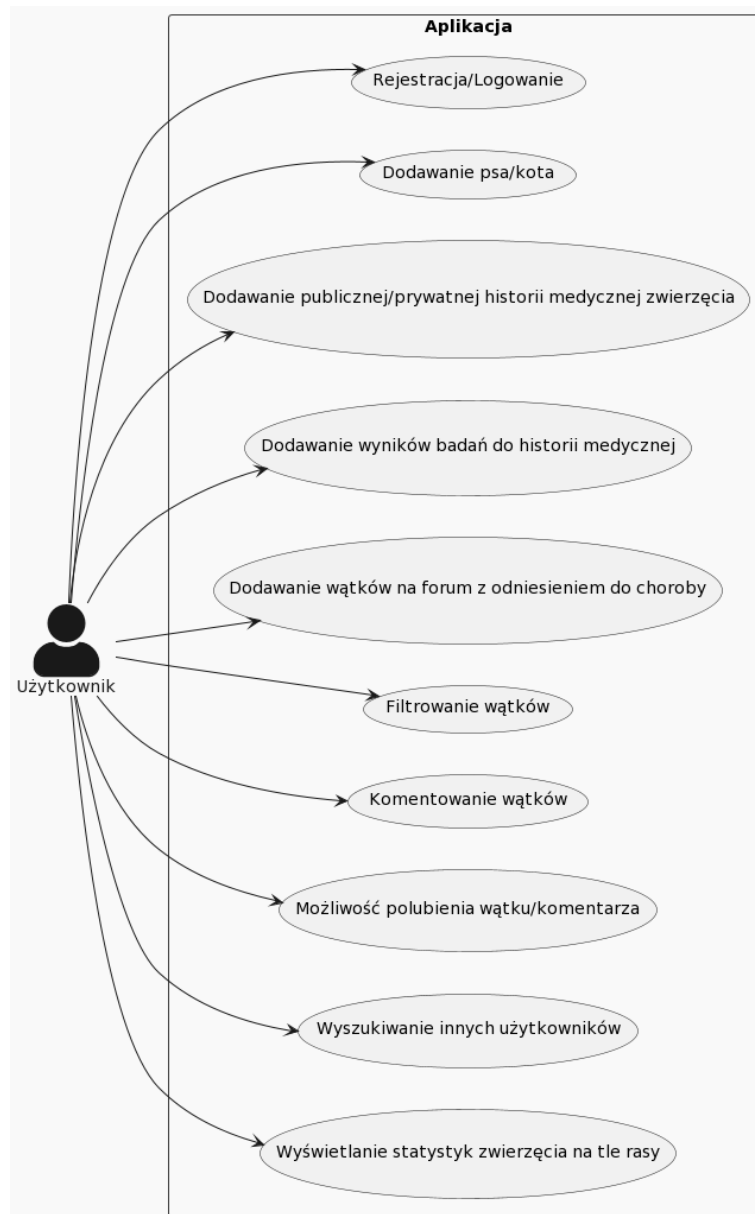 Aplikacja
Rejestracja/Logowanie
Dodawanie psa/kota
Dodawanie publicznej/prywatnej historii medycznej zwierzęcia
Dodawanie wyników badań do historii medycznej
Dodawanie wątków na forum z odniesieniem do choroby
Użytkownik
Filtrowanie wątków
Komentowanie wątków
Możliwość polubienia wątku/komentarza
Wyszukiwanie innych użytkowników
Wyświetlanie statystyk zwierzęcia na tle rasy